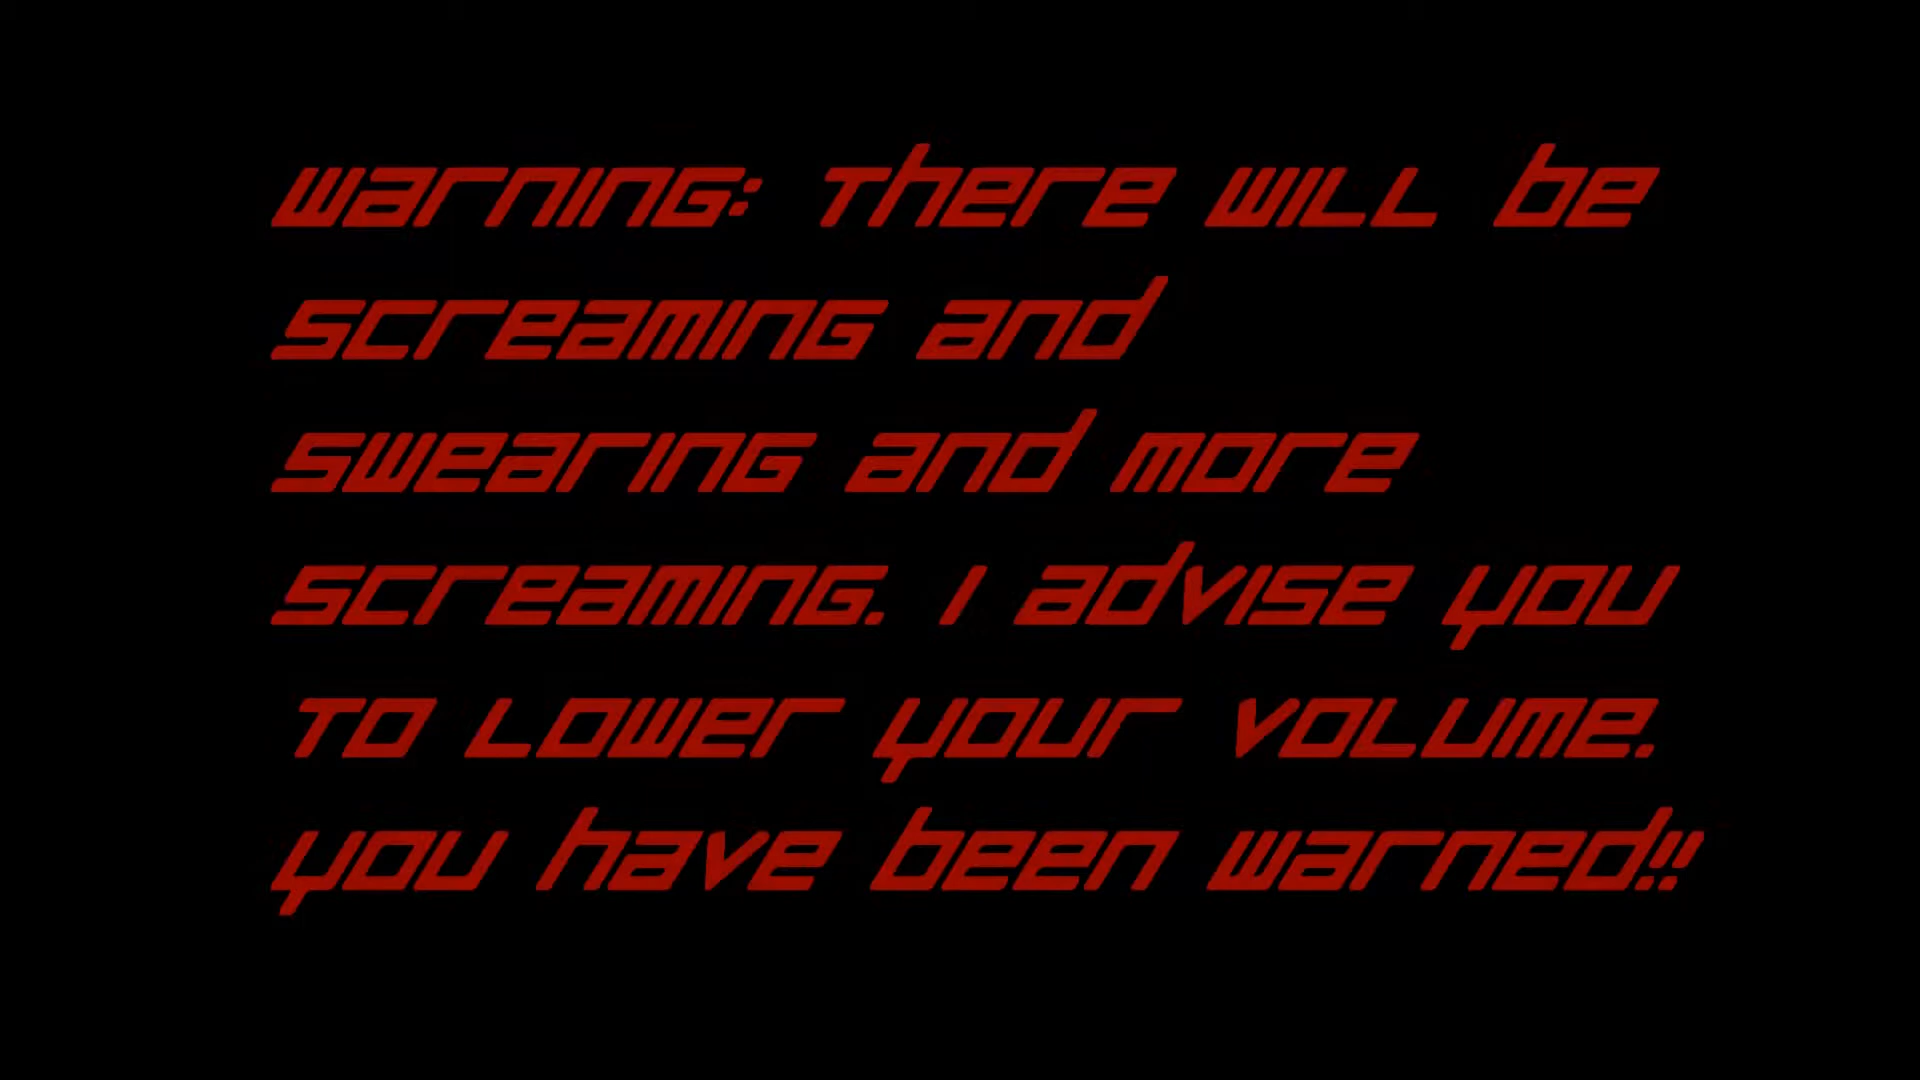 Warning: There will be
screaming and
swearing and more
screaming. I advise you
to lower your volume.
You have been warned!!